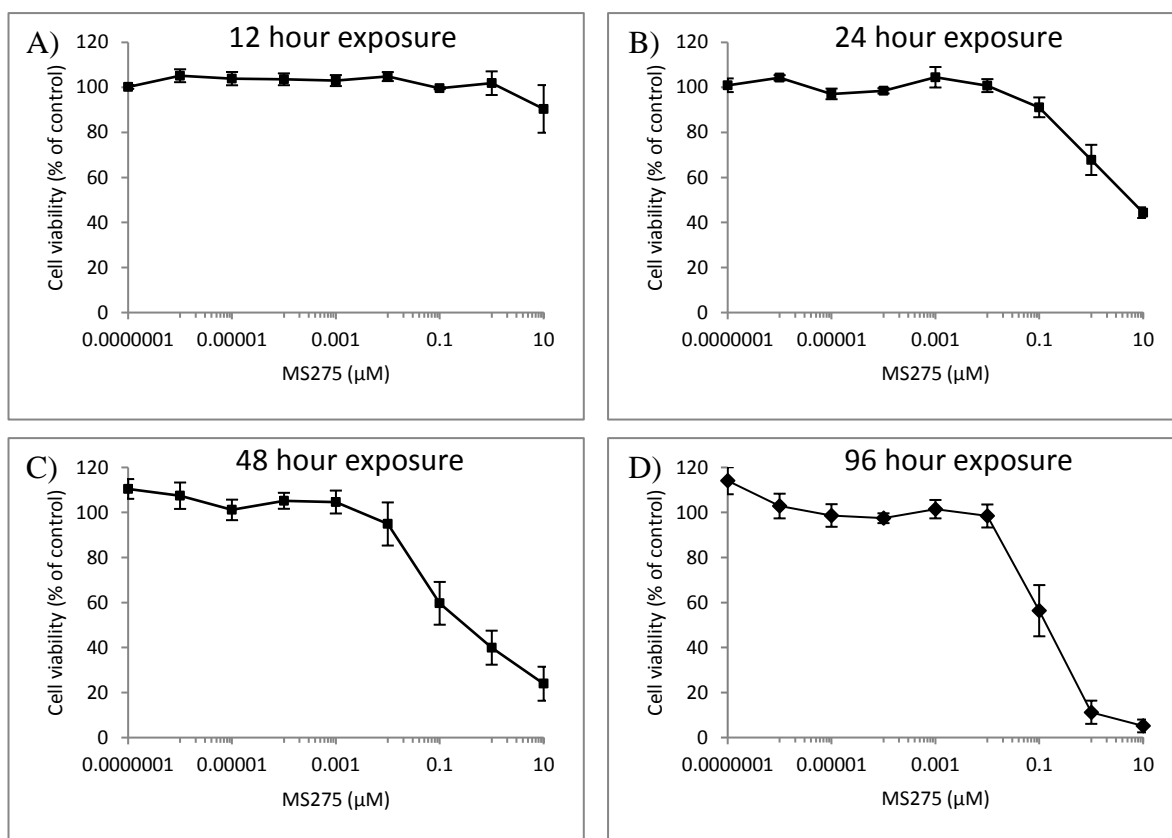 A)
12 hour exposure
Cell viability (% of control)
120
100
80
60
40
20
0
0.0000001 0.00001 0.001 0.1 10
MS275 (µM)
B)
24 hour exposure
Cell viability (% of control)
120
100
80
60
40
20
0
0.0000001 0.00001 0.001 0.1 10
MS275 (µM)
C)
48 hour exposure
Cell viability (% of control)
120
100
80
60
40
20
0
0.0000001 0.00001 0.001 0.1 10
MS275 (µM)
D)
96 hour exposure
Cell viability (% of control)
120
100
80
60
40
20
0
0.0000001 0.00001 0.001 0.1 10
MS275 (µM)